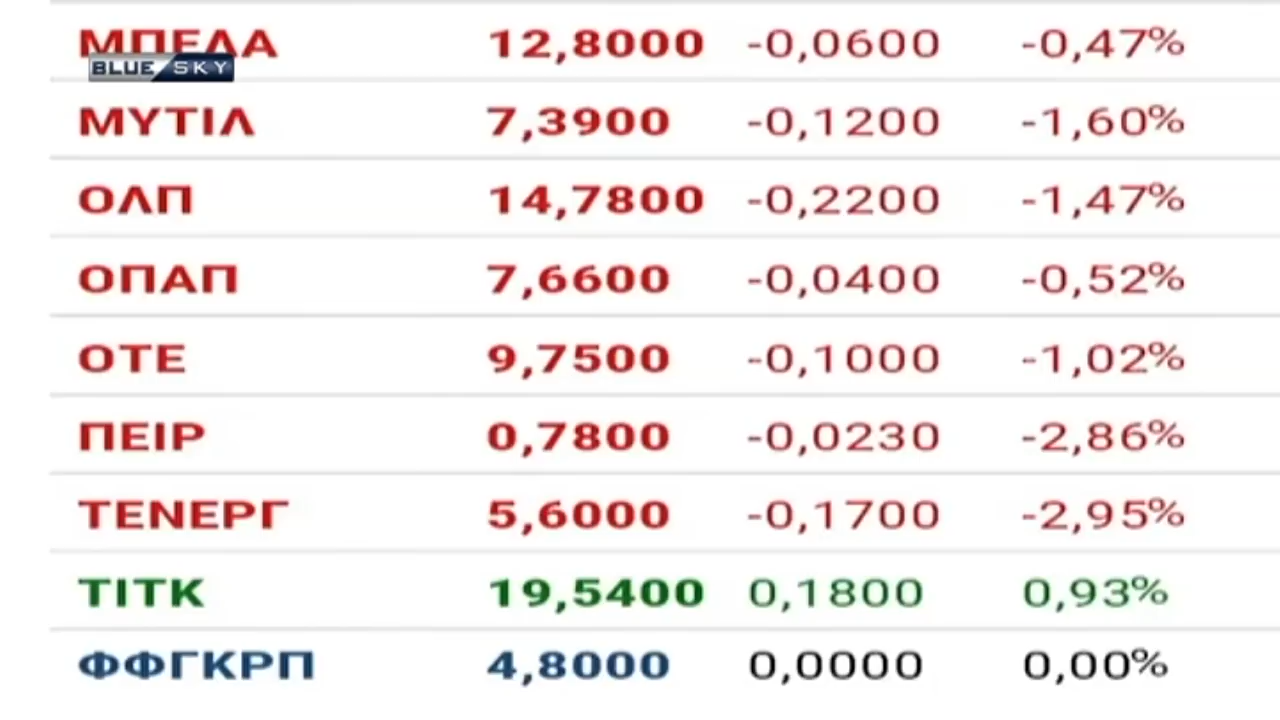 ΜΠΕΛΑ 12,8000 -0,0600 -0,47%
BLUE SKY
ΜΥΤΙΛ 7,3900 -0,1200 -1,60%
ΟΛΠ 14,7800 -0,2200 -1,47%
ΟΠΑΠ 7,6600 -0,0400 -0,52%
ΟΤΕ 9,7500 -0,1000 -1,02%
ΠΕΙΡ 0,7800 -0,0230 -2,86%
ΤΕΝΕΡΓ 5,6000 -0,1700 -2,95%
ΤΙΤΚ 19,5400 0,1800 0,93%
ΦΦΓΚΡΠ 4,8000 0,0000 0,00%